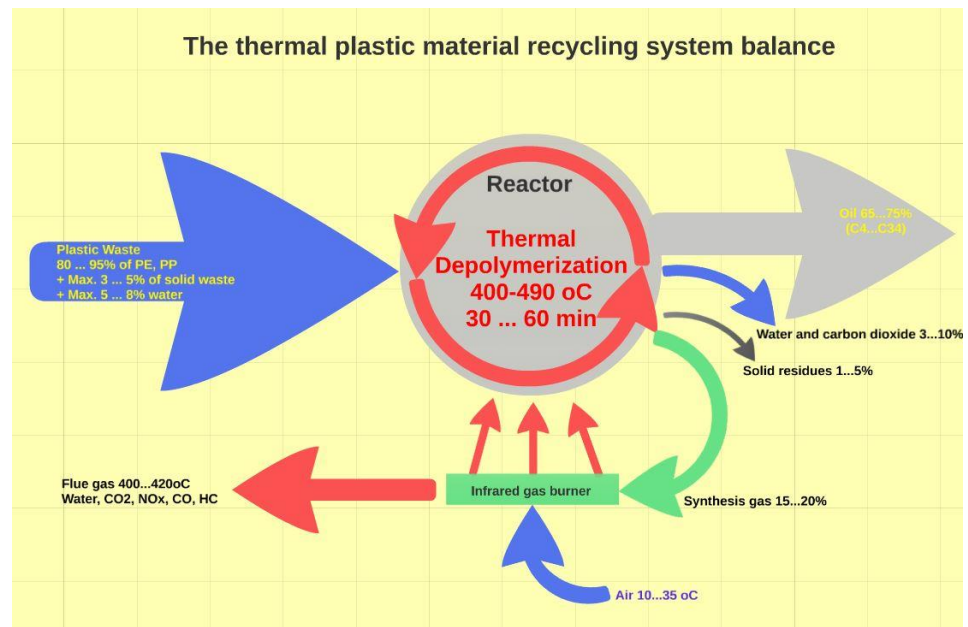 The thermal plastic material recycling system balance
Reactor
Thermal
Depolymerization
400-490 oC
30 ... 60 min
Plastic Waste
80 ... 95% of PE, PP
+ Max. 3 ... 5% of solid waste
+ Max. 5 ... 8% water
Oil 65...75%
(C4...C34)
Water and carbon dioxide 3...10%
Solid residues 1...5%
Flue gas 400...420oC
Water, CO2, NOx, CO, HC
Infrared gas burner
Synthesis gas 15...20%
Air 10...35 oC